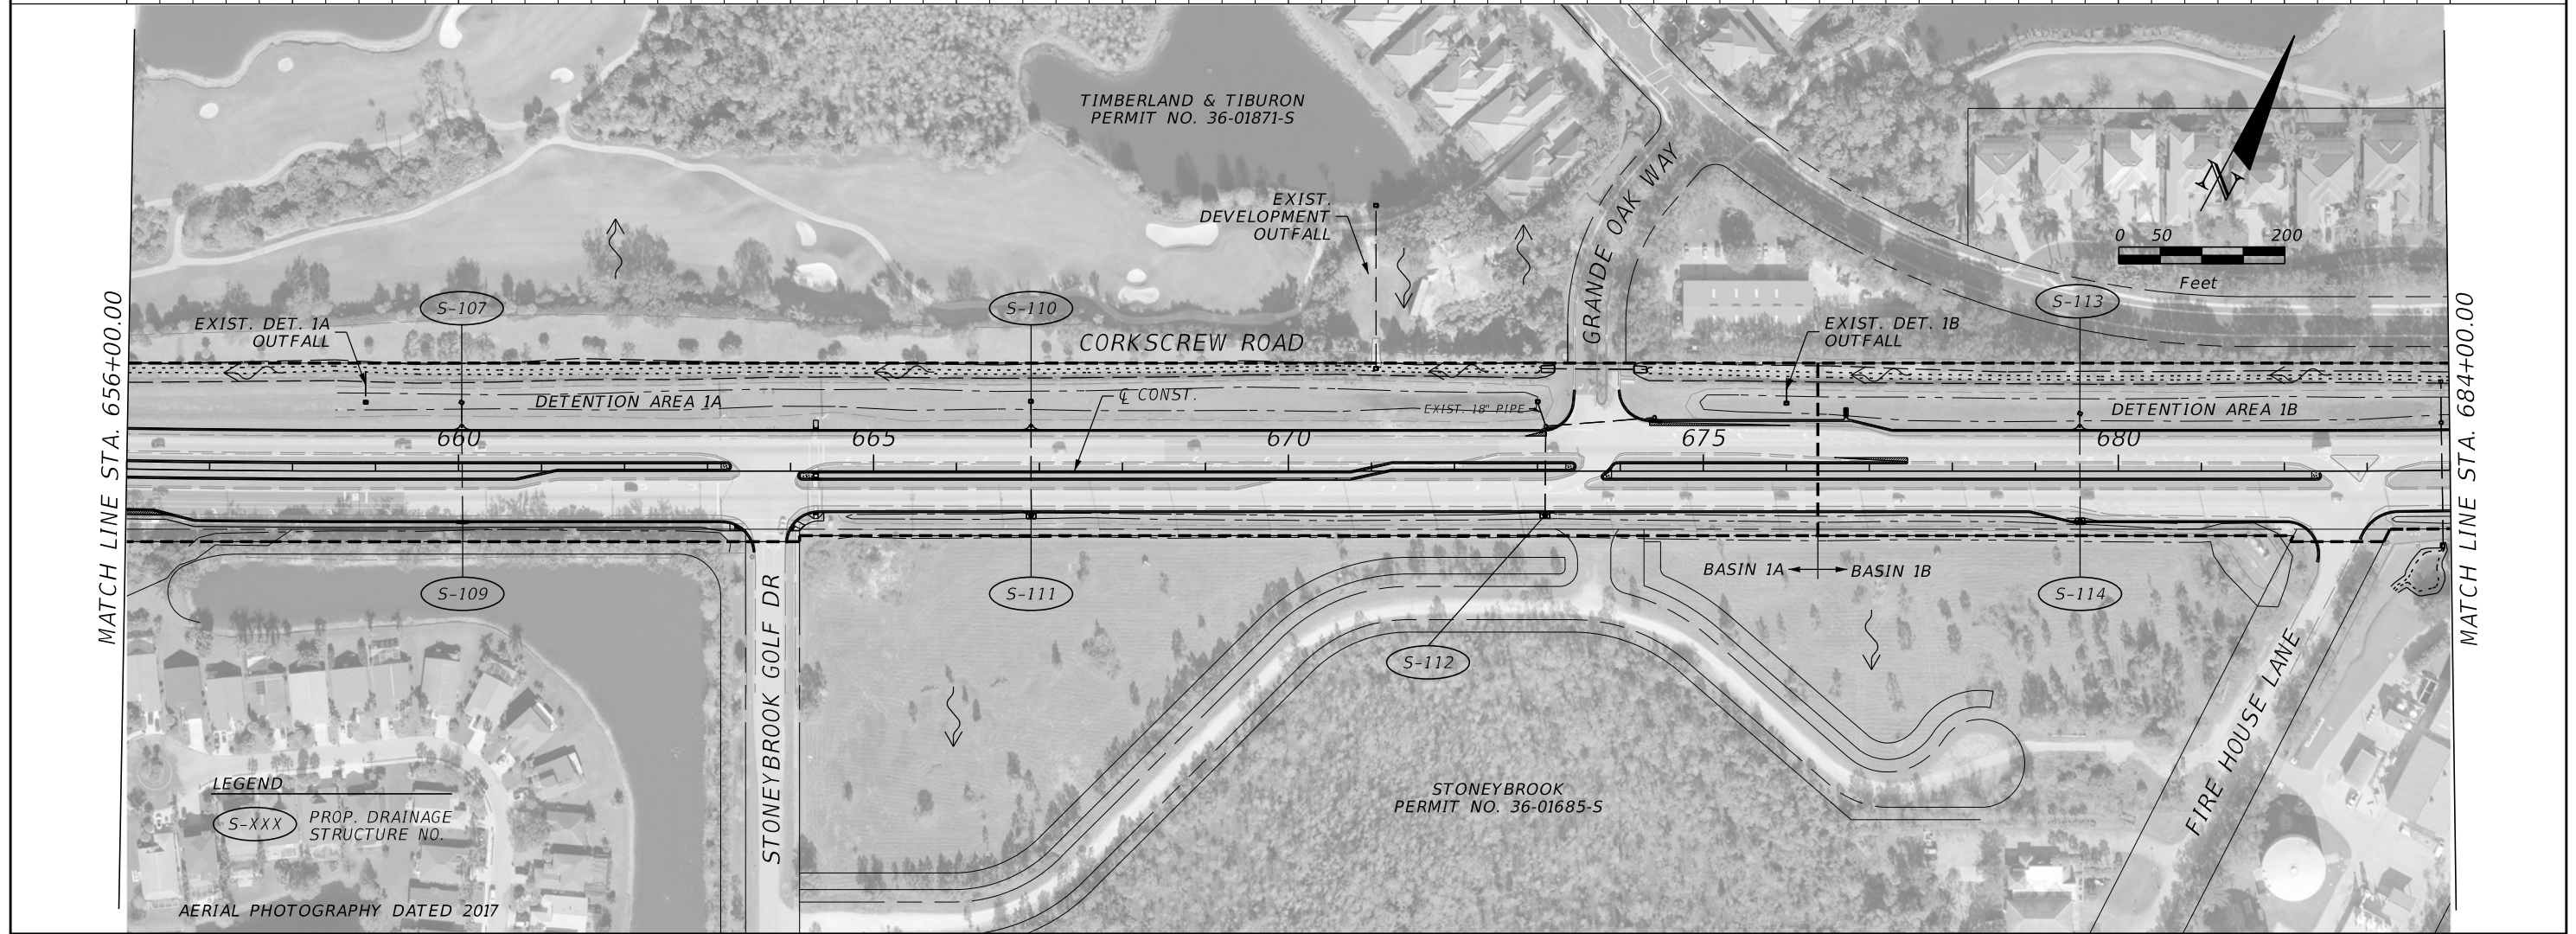 TIMBERLAND & TIBURON
PERMIT NO. 36-01871-S
EXIST.
DEVELOPMENT
OUTFALL
GRANDE OAK WAY
N
0 50 200
Feet
MATCH LINE STA. 656+00.00
S-107
S-110
S-113
EXIST. DET. 1A
OUTFALL
CORKSCREW ROAD
EXIST. DET. 1B
OUTFALL
MATCH LINE STA. 684+00.00
DETENTION AREA 1A
℄ CONST.
EXIST. 18" PIPE
DETENTION AREA 1B
660
665
670
675
680
BASIN 1A
BASIN 1B
S-109
S-111
S-112
S-114
STONEYBROOK GOLF DR
FIRE HOUSE LANE
STONEYBROOK
PERMIT NO. 36-01685-S
LEGEND
S-XXX
PROP. DRAINAGE
STRUCTURE NO.
AERIAL PHOTOGRAPHY DATED 2017